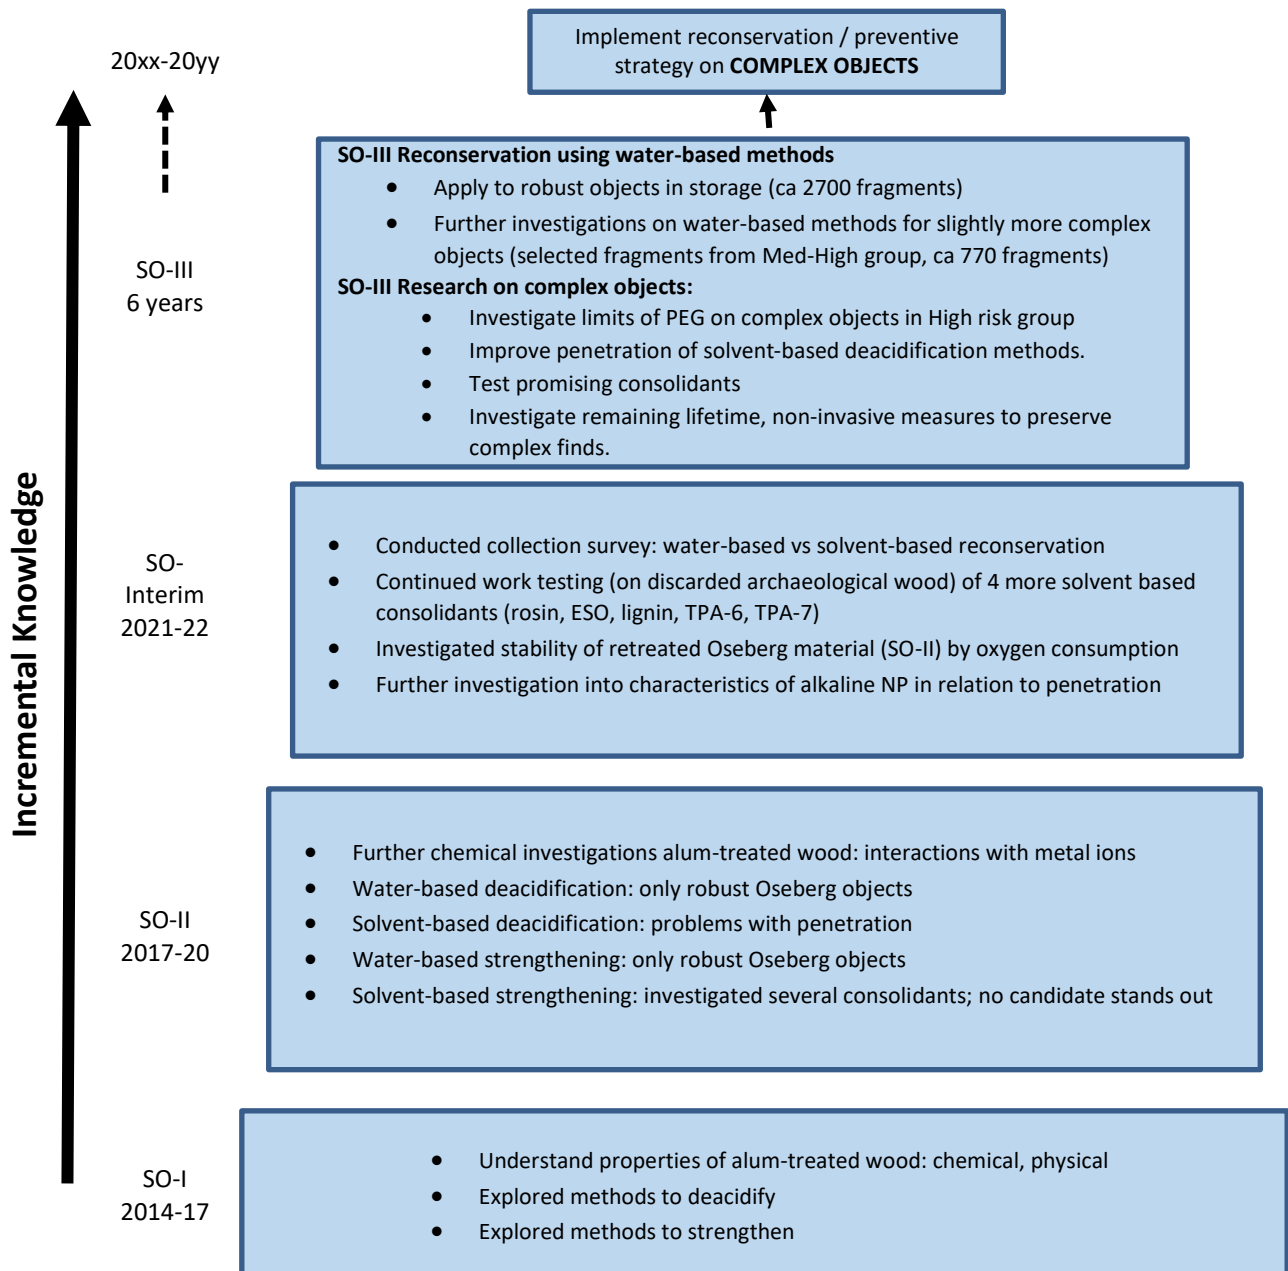 Implement reconservation / preventive
strategy on COMPLEX OBJECTS
20xx-20yy
SO-III Reconservation using water-based methods
• Apply to robust objects in storage (ca 2700 fragments)
• Further investigations on water-based methods for slightly more complex
objects (selected fragments from Med-High group, ca 770 fragments)
SO-III Research on complex objects:
• Investigate limits of PEG on complex objects in High risk group
• Improve penetration of solvent-based deacidification methods.
• Test promising consolidants
• Investigate remaining lifetime, non-invasive measures to preserve
complex finds.
SO-III
6 years
• Conducted collection survey: water-based vs solvent-based reconservation
• Continued work testing (on discarded archaeological wood) of 4 more solvent based
consolidants (rosin, ESO, lignin, TPA-6, TPA-7)
• Investigated stability of retreated Oseberg material (SO-II) by oxygen consumption
• Further investigation into characteristics of alkaline NP in relation to penetration
SO-
Interim
2021-22
Incremental Knowledge
• Further chemical investigations alum-treated wood: interactions with metal ions
• Water-based deacidification: only robust Oseberg objects
• Solvent-based deacidification: problems with penetration
• Water-based strengthening: only robust Oseberg objects
• Solvent-based strengthening: investigated several consolidants; no candidate stands out
SO-II
2017-20
• Understand properties of alum-treated wood: chemical, physical
• Explored methods to deacidify
• Explored methods to strengthen
SO-I
2014-17